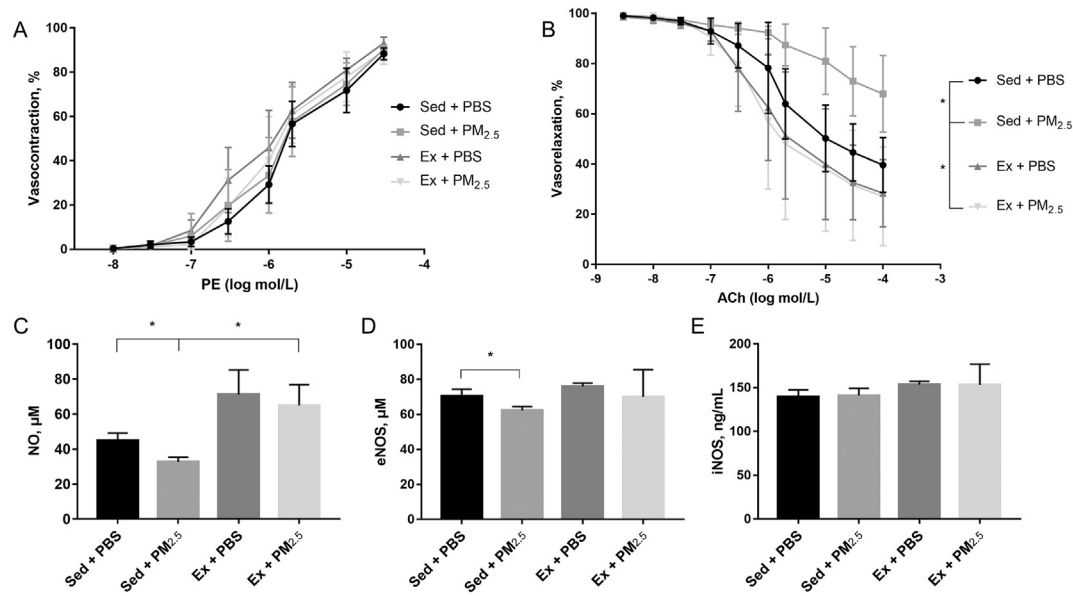 A
Vasocontraction, %
100
80
60
40
20
0
-8
-7
-6
-5
-4
PE (log mol/L)
Sed + PBS
Sed + PM2.5
Ex + PBS
Ex + PM2.5
B
Vasorelaxation, %
0
20
40
60
80
100
-9
-8
-7
-6
-5
-4
-3
ACh (log mol/L)
Sed + PBS
*
Sed + PM2.5
*
Ex + PBS
Ex + PM2.5
C
NO, µM
100
80
60
40
20
0
*
*
Sed + PBS
Sed + PM2.5
Ex + PBS
Ex + PM2.5
D
eNOS, µM
100
80
60
40
20
0
*
Sed + PBS
Sed + PM2.5
Ex + PBS
Ex + PM2.5
E
iNOS, ng/mL
200
150
100
50
0
Sed + PBS
Sed + PM2.5
Ex + PBS
Ex + PM2.5